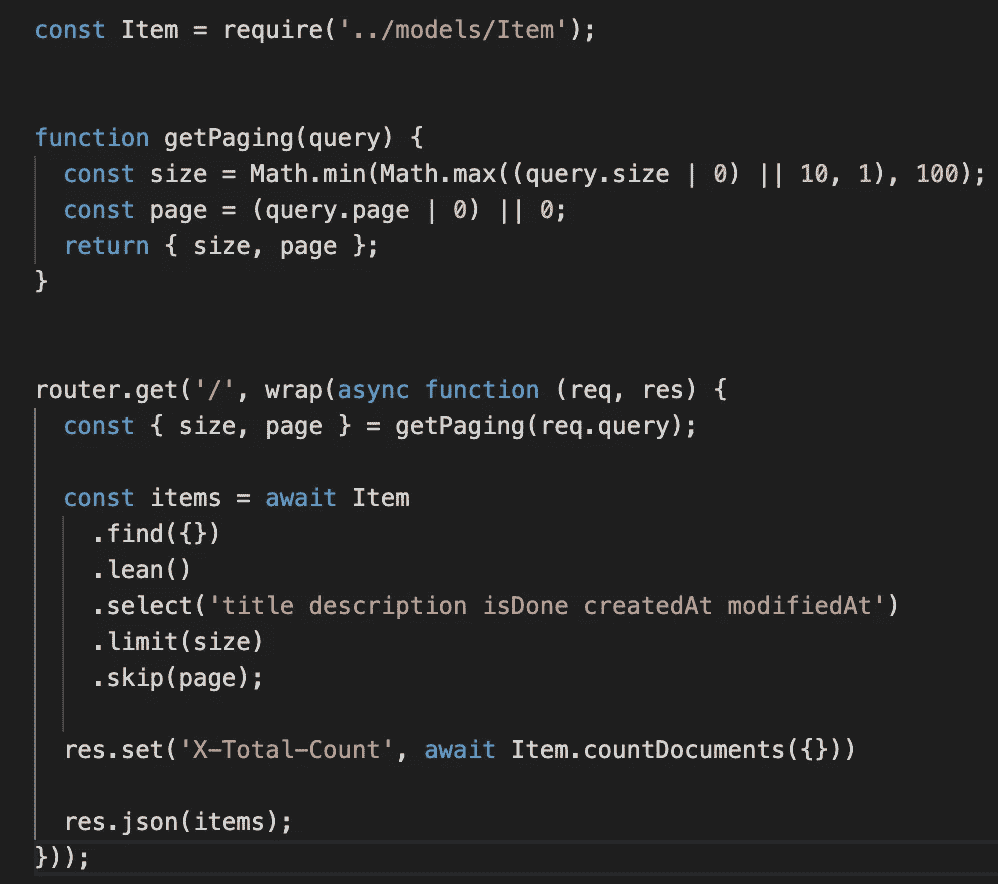 const Item = require('../models/Item');
function getPaging(query) {
  const size = Math.min(Math.max((query.size | 0) || 10, 1), 100);
  const page = (query.page | 0) || 0;
  return { size, page };
}
router.get('/', wrap(async function (req, res) {
  const { size, page } = getPaging(req.query);
  const items = await Item
    .find({})
    .lean()
    .select('title description isDone createdAt modifiedAt')
    .limit(size)
    .skip(page);
  res.set('X-Total-Count', await Item.countDocuments({}))
  res.json(items);
}));